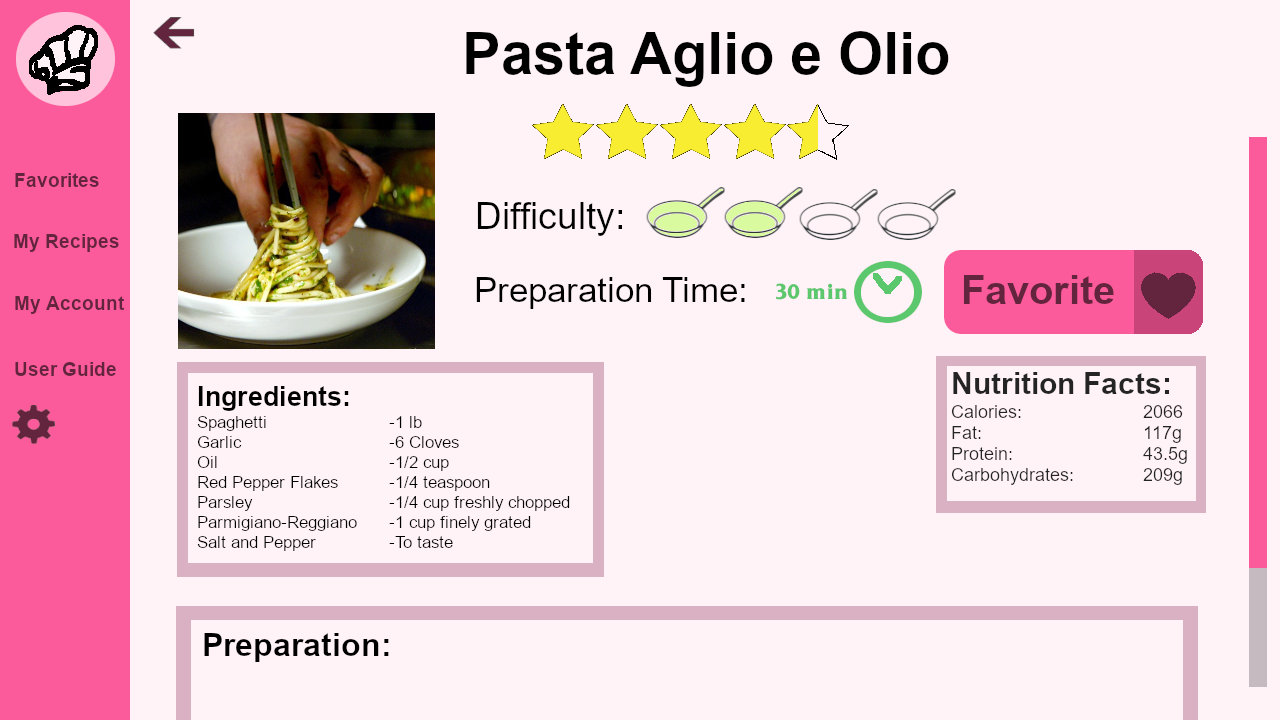 Pasta Aglio e Olio
Favorites
My Recipes
My Account
User Guide
Difficulty:
Preparation Time: 30 min
Favorite
Ingredients:
Spaghetti -1 lb
Garlic -6 Cloves
Oil -1/2 cup
Red Pepper Flakes -1/4 teaspoon
Parsley -1/4 cup freshly chopped
Parmigiano-Reggiano -1 cup finely grated
Salt and Pepper -To taste
Nutrition Facts:
Calories: 2066
Fat: 117g
Protein: 43.5g
Carbohydrates: 209g
Preparation: